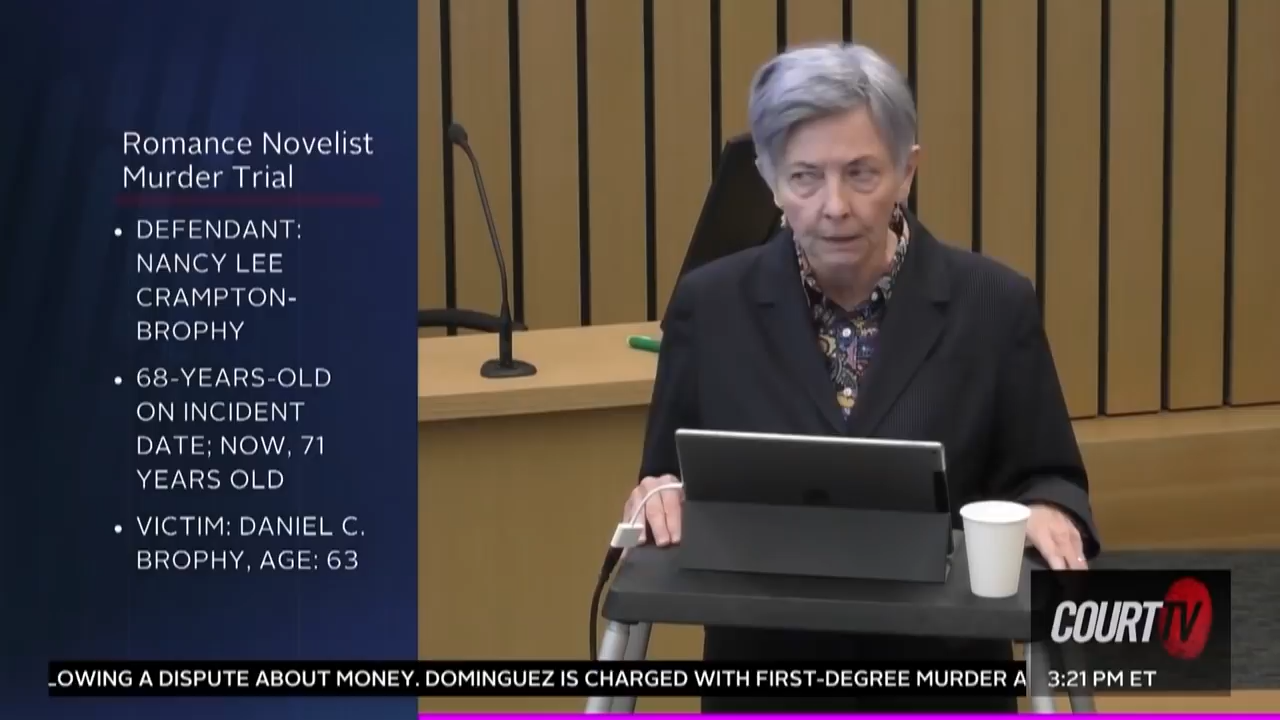 Romance Novelist
Murder Trial
• DEFENDANT:
NANCY LEE
CRAMPTON-
BROPHY
• 68-YEARS-OLD
ON INCIDENT
DATE; NOW, 71
YEARS OLD
• VICTIM: DANIEL C.
BROPHY, AGE: 63
COURT TV
OWING A DISPUTE ABOUT MONEY. DOMINGUEZ IS CHARGED WITH FIRST-DEGREE MURDER A
3:21 PM ET